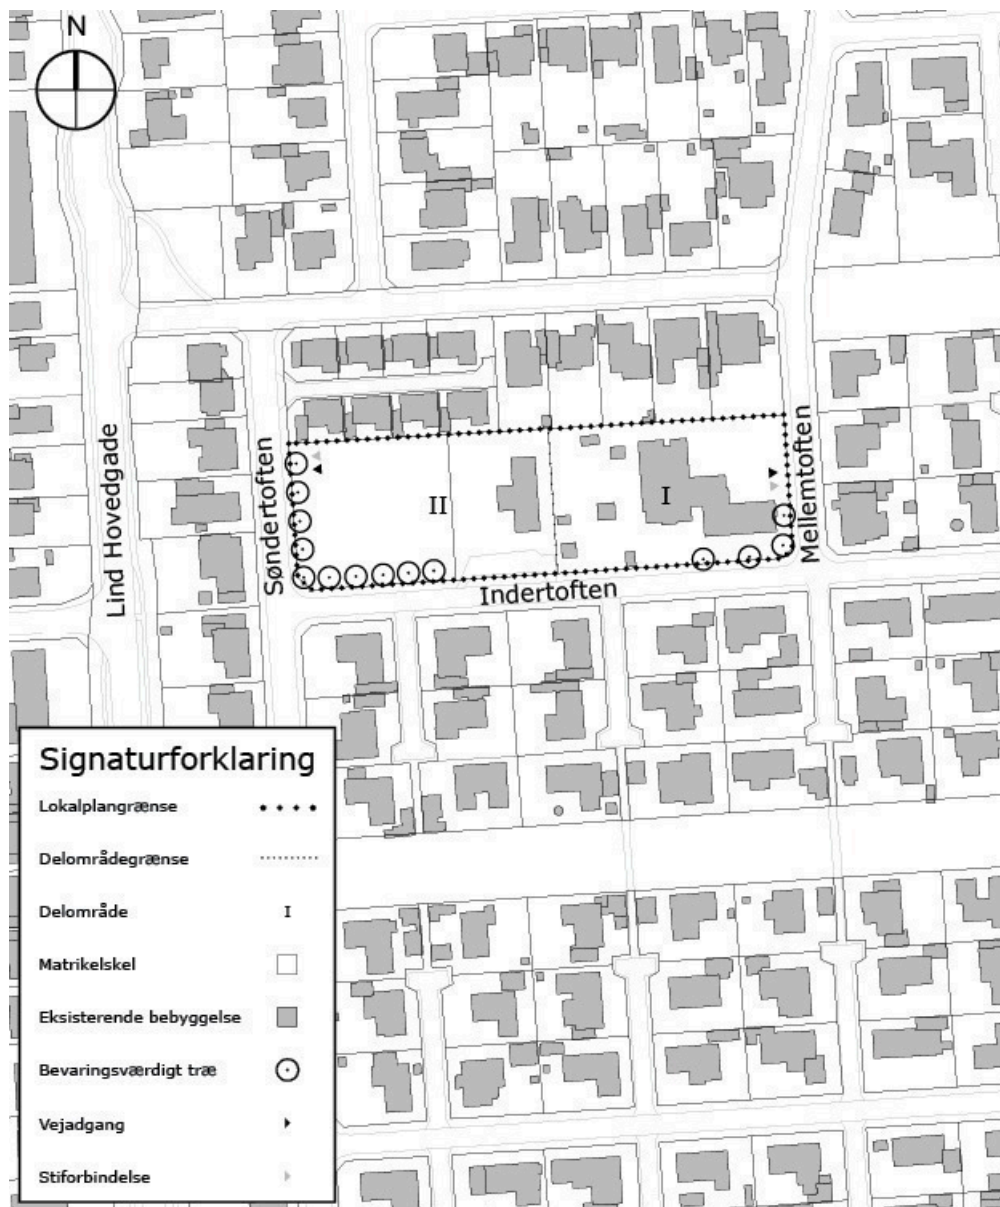 N
Lind Hovedgade
Søndertoften
II
I
Mellemtoften
Indertoften
Signaturforklaring
Lokalplangrænse
Delområdegrænse
Delområde I
Matrikelskel
Eksisterende bebyggelse
Bevaringsværdigt træ
Vejadgang
Stiforbindelse